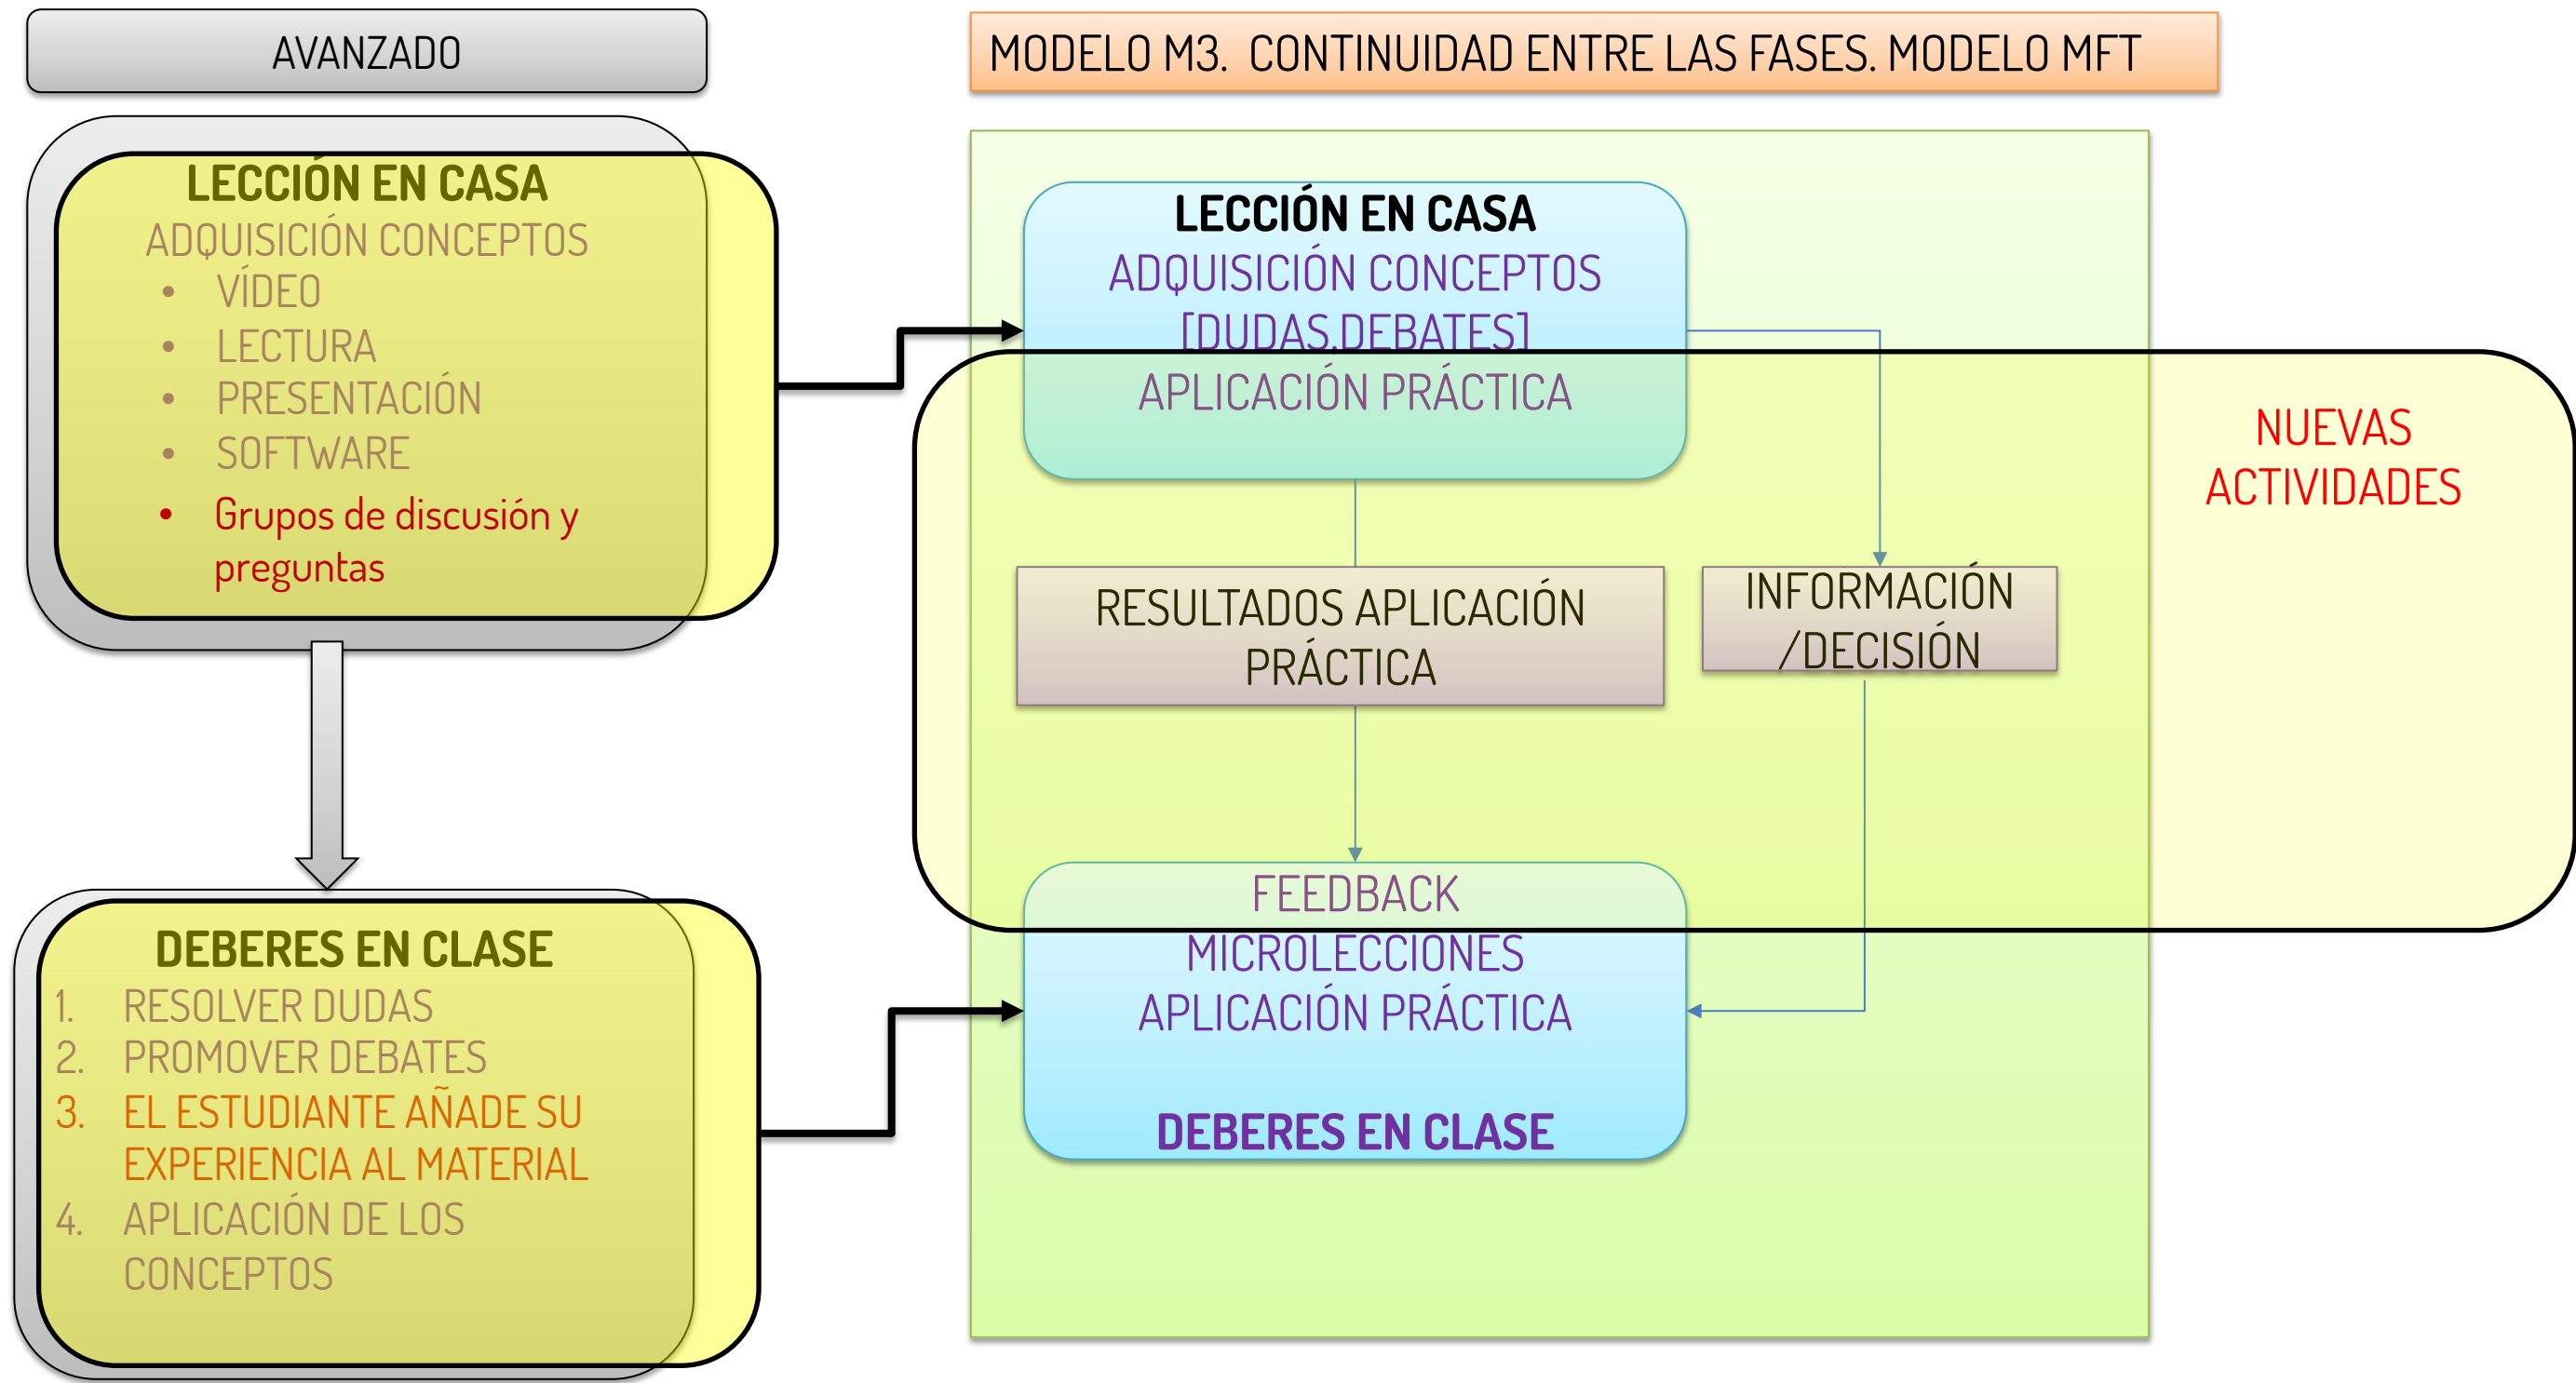 AVANZADO
LECCIÓN EN CASA
ADQUISICIÓN CONCEPTOS
• VÍDEO
• LECTURA
• PRESENTACIÓN
• SOFTWARE
• Grupos de discusión y
preguntas
DEBERES EN CLASE
1. RESOLVER DUDAS
2. PROMOVER DEBATES
3. EL ESTUDIANTE AÑADE SU
EXPERIENCIA AL MATERIAL
4. APLICACIÓN DE LOS
CONCEPTOS
MODELO M3. CONTINUIDAD ENTRE LAS FASES. MODELO MFT
LECCIÓN EN CASA
ADQUISICIÓN CONCEPTOS
[DUDAS,DEBATES]
APLICACIÓN PRÁCTICA
NUEVAS
ACTIVIDADES
RESULTADOS APLICACIÓN
PRÁCTICA
INFORMACIÓN
/DECISIÓN
FEEDBACK
MICROLECCIONES
APLICACIÓN PRÁCTICA
DEBERES EN CLASE